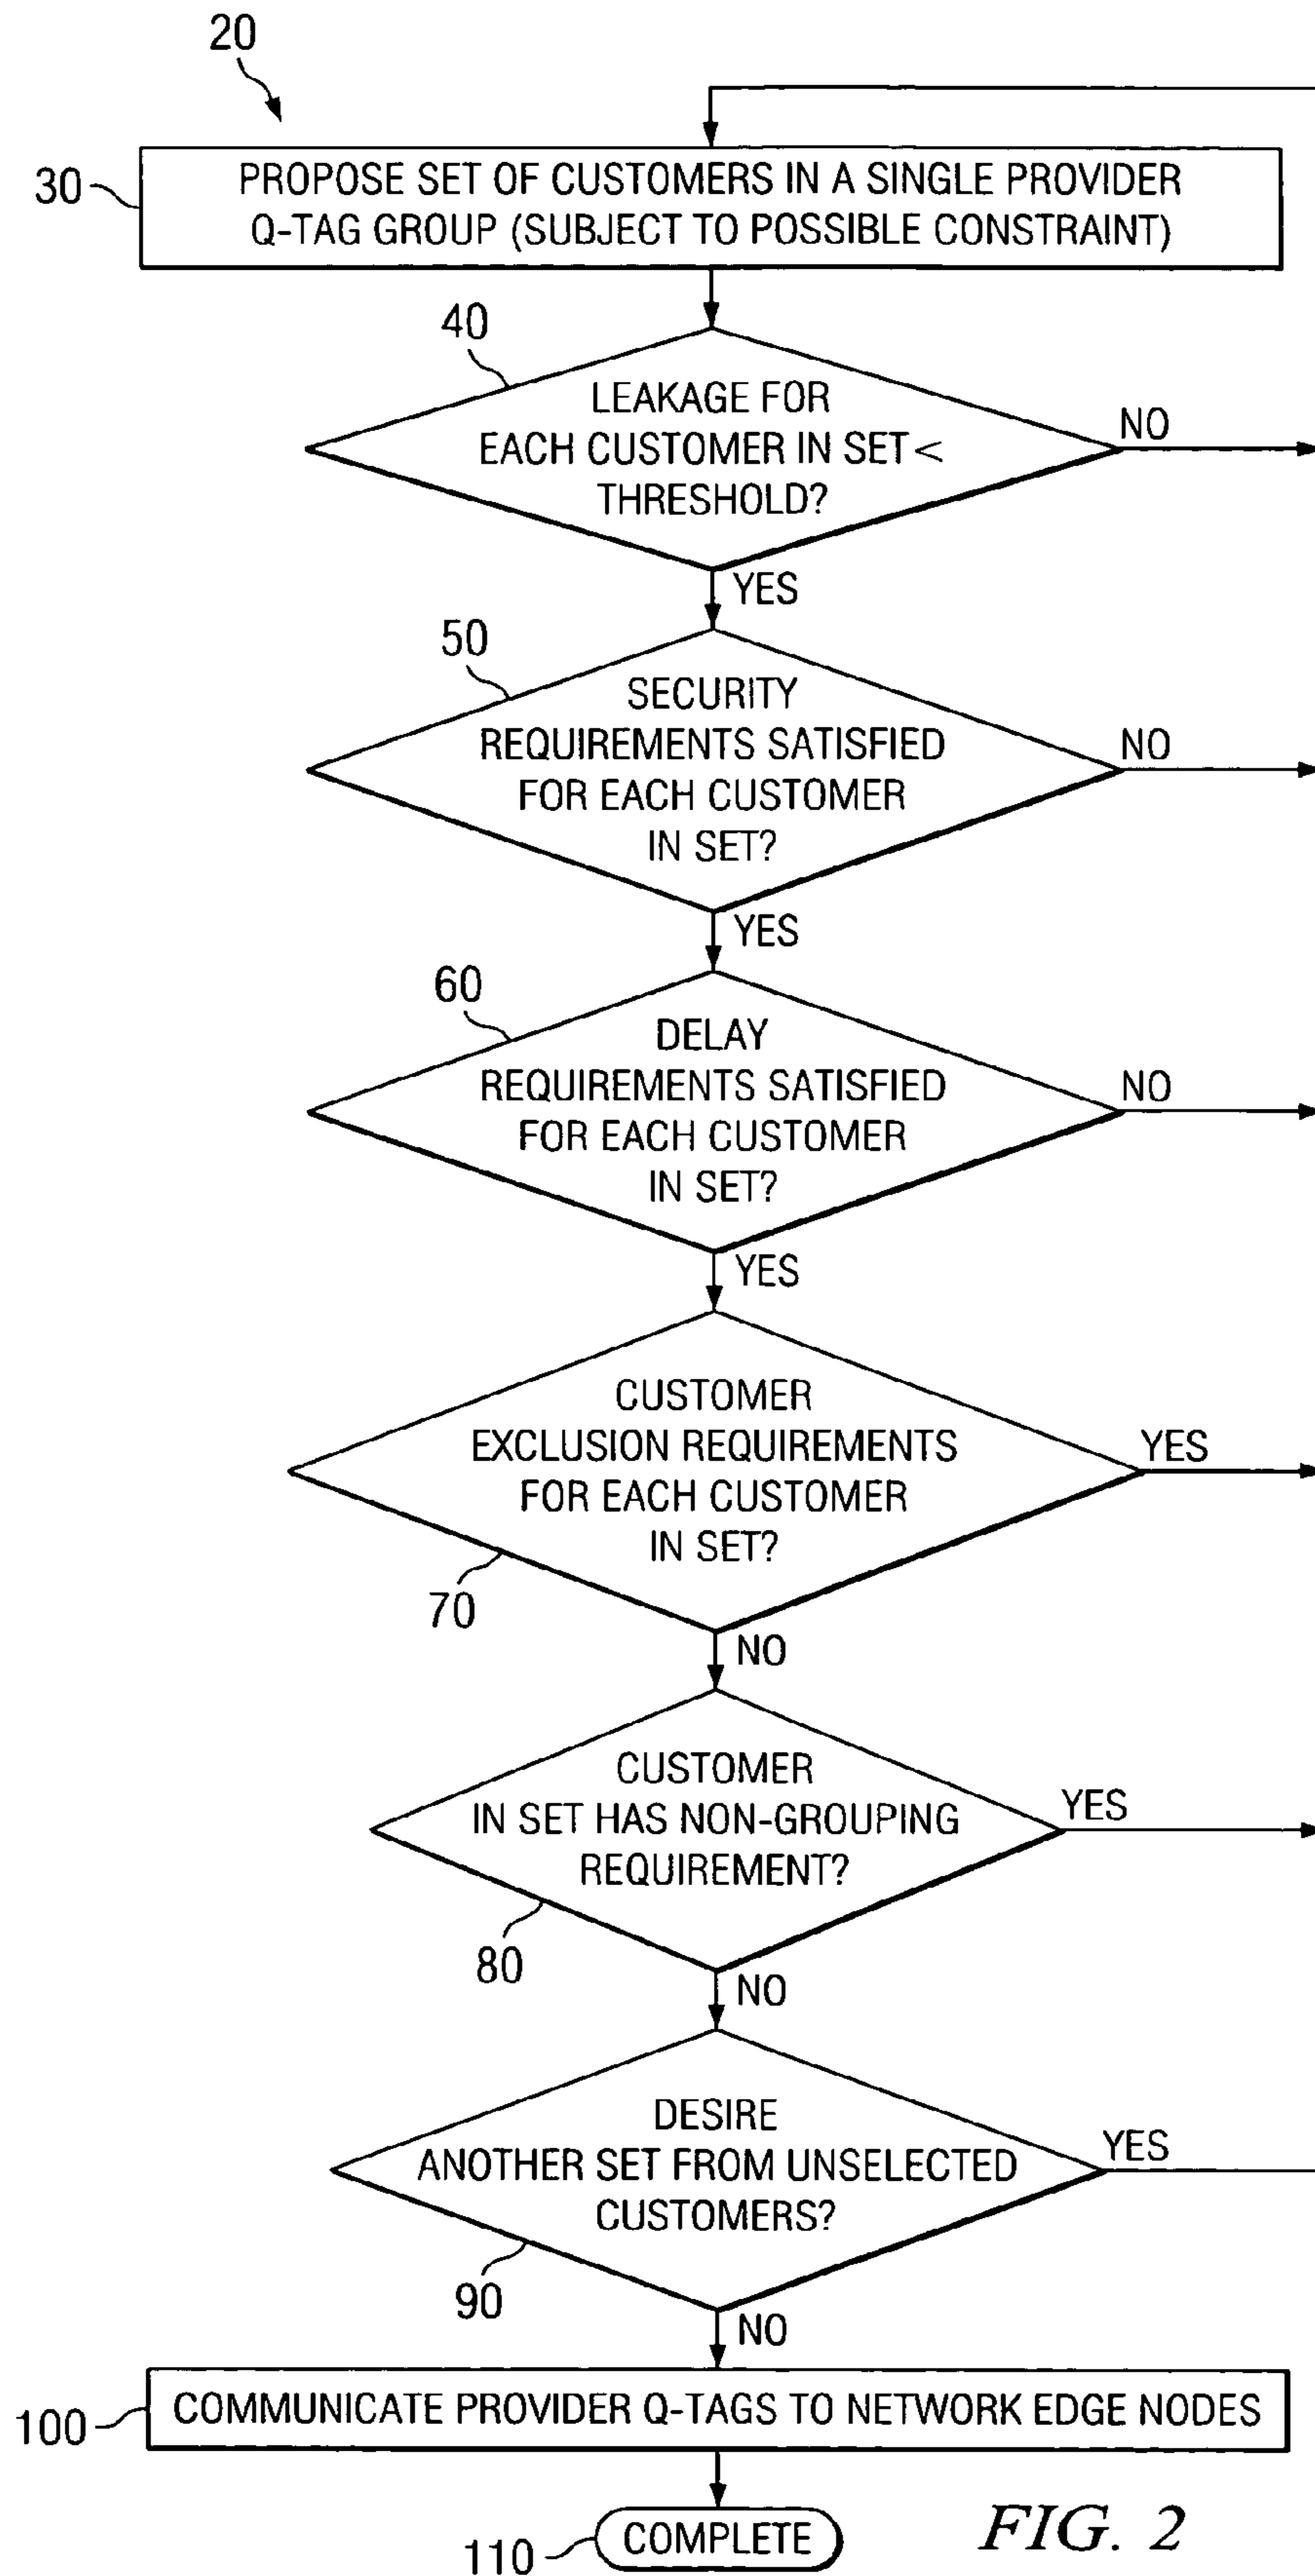 20
30
PROPOSE SET OF CUSTOMERS IN A SINGLE PROVIDER
Q-TAG GROUP (SUBJECT TO POSSIBLE CONSTRAINT)
40
LEAKAGE FOR
EACH CUSTOMER IN SET <
THRESHOLD?
NO
YES
50
SECURITY
REQUIREMENTS SATISFIED
FOR EACH CUSTOMER
IN SET?
NO
YES
60
DELAY
REQUIREMENTS SATISFIED
FOR EACH CUSTOMER
IN SET?
NO
YES
CUSTOMER
EXCLUSION REQUIREMENTS
FOR EACH CUSTOMER
IN SET?
YES
70
NO
CUSTOMER
IN SET HAS NON-GROUPING
REQUIREMENT?
YES
80
NO
DESIRE
ANOTHER SET FROM UNSELECTED
CUSTOMERS?
YES
90
NO
100
COMMUNICATE PROVIDER Q-TAGS TO NETWORK EDGE NODES
110
COMPLETE
FIG. 2